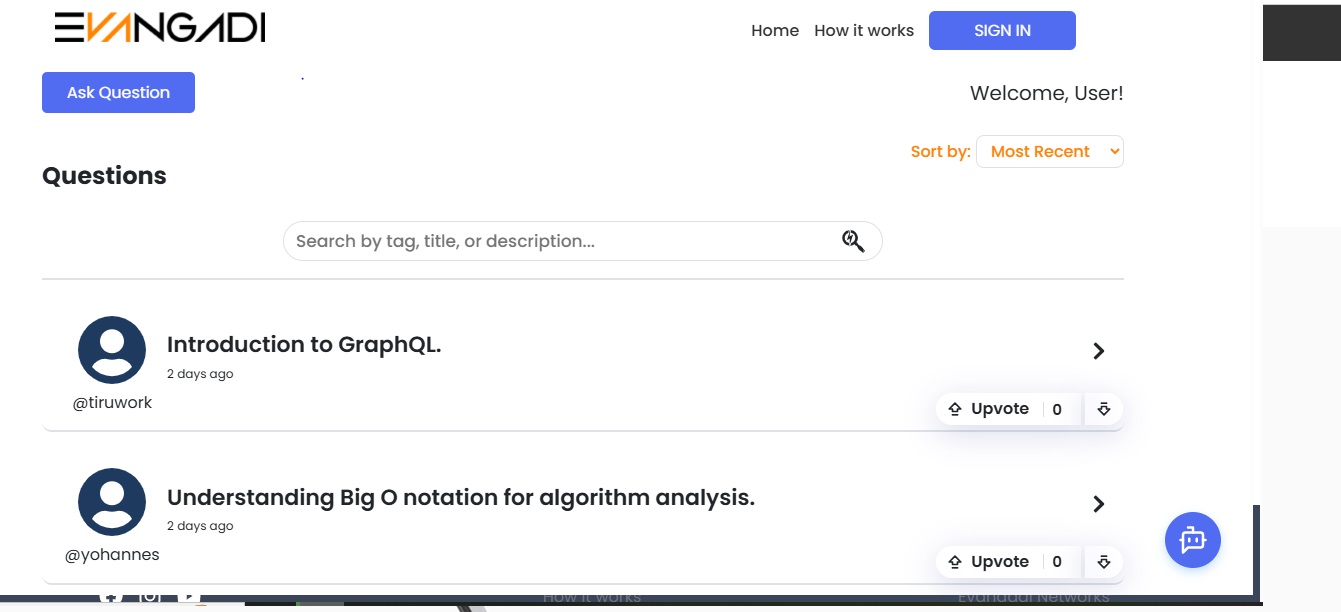 EVANGADI
Home How it works SIGN IN
Ask Question
Welcome, User!
Sort by: Most Recent
Questions
Search by tag, title, or description...
Introduction to GraphQL.
2 days ago
@tiruwork
Upvote 0
Understanding Big O notation for algorithm analysis.
2 days ago
@yohannes
Upvote 0
How it works
Evangadi Networks